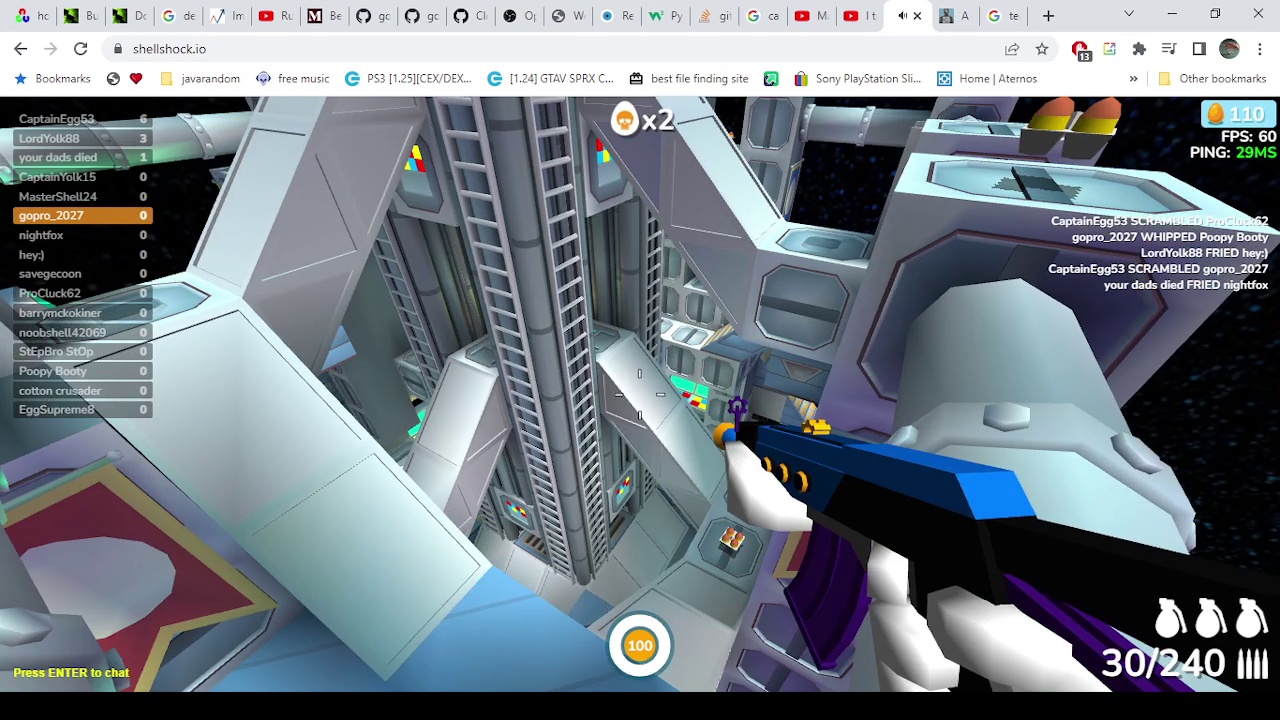 hc
Bu
Dc
de
Im
Ru
Be
gc
gc
Cl
Op
W
Re
Py
git
ca
M
I t
A
te
shellshock.io
13
Bookmarks
javarandom
free music
PS3 [1.25](CEX/DEX...
[1.24] GTAV SPRX C...
best file finding site
Sony PlayStation Sli...
Home | Aternos
»
Other bookmarks
CaptainEgg53 6
LordYolk88 3
your dads died 1
CaptainYolk15 0
MasterShell24 0
gopro_2027 0
nightfox 0
hey:) 0
savegecoon 0
ProCluck62 0
barrymckokiner 0
noobshell42069 0
StEpBro StOp 0
Poopy Booty 0
cotton crusader 0
EggSupreme8 0
x2
110
FPS: 60
PING: 29MS
CaptainEgg53 SCRAMBLED ProCluck62
gopro_2027 WHIPPED Poopy Booty
LordYolk88 FRIED hey:)
CaptainEgg53 SCRAMBLED gopro_2027
your dads died FRIED nightfox
100
30/240
Press ENTER to chat